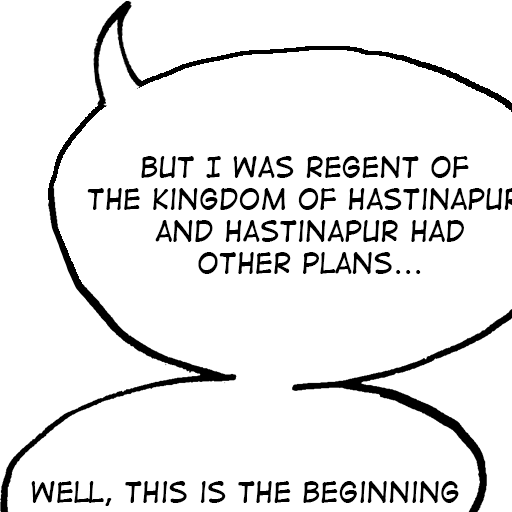 BUT I WAS REGENT OF
THE KINGDOM OF HASTINAPUR
AND HASTINAPUR HAD
OTHER PLANS...
WELL, THIS IS THE BEGINNING